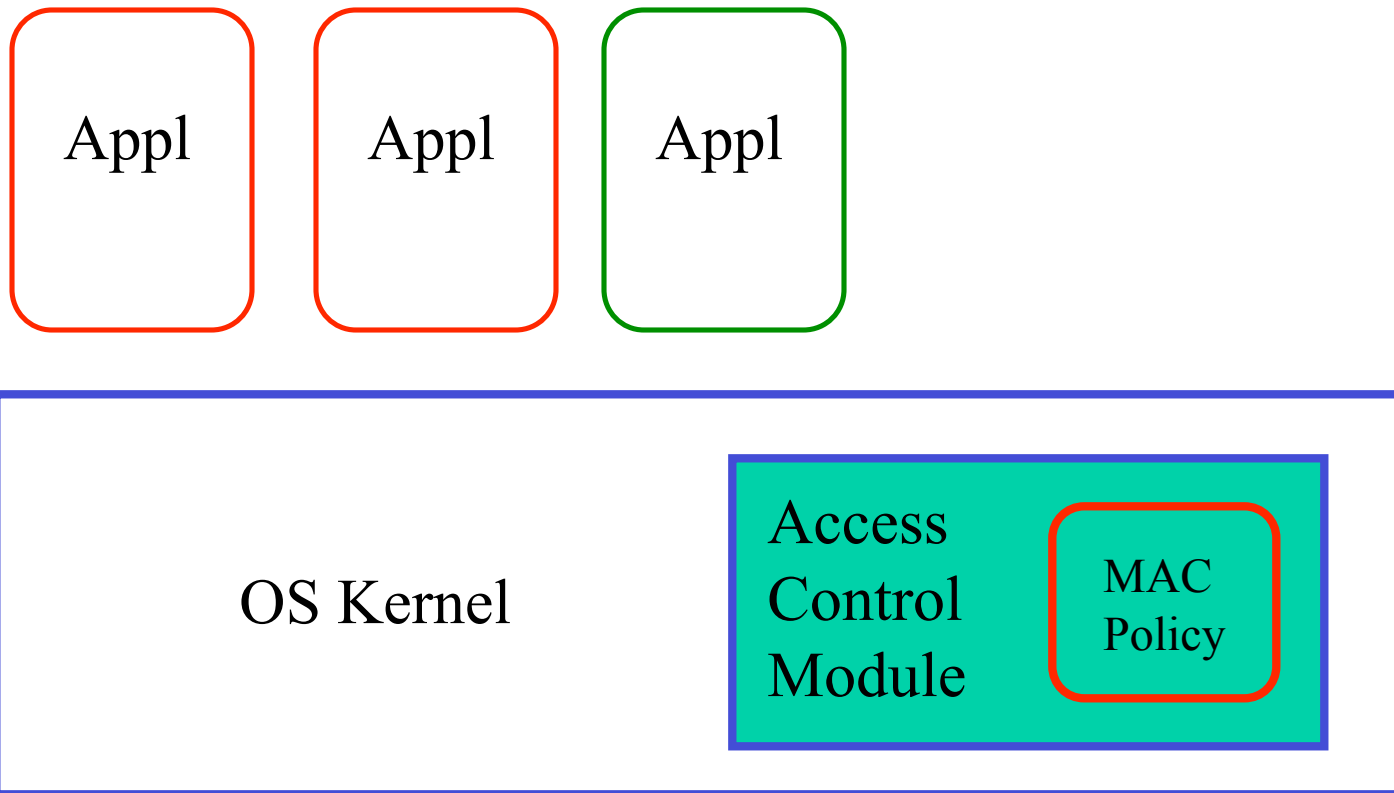 Appl
Appl
Appl
OS Kernel
Access
Control
Module
MAC
Policy